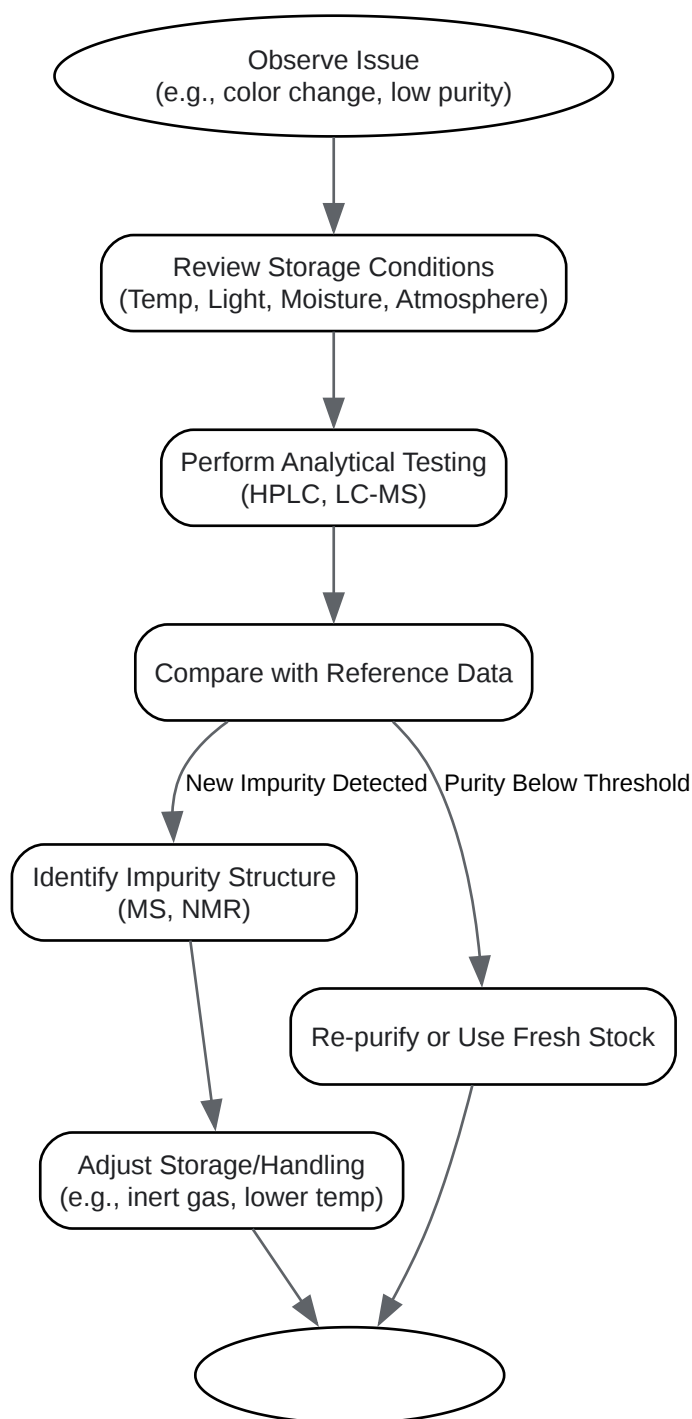 Observe Issue
(e.g., color change, low purity)
Review Storage Conditions
(Temp, Light, Moisture, Atmosphere)
Perform Analytical Testing
(HPLC, LC-MS)
Compare with Reference Data
New Impurity Detected
Purity Below Threshold
Identify Impurity Structure
(MS, NMR)
Re-purify or Use Fresh Stock
Adjust Storage/Handling
(e.g., inert gas, lower temp)